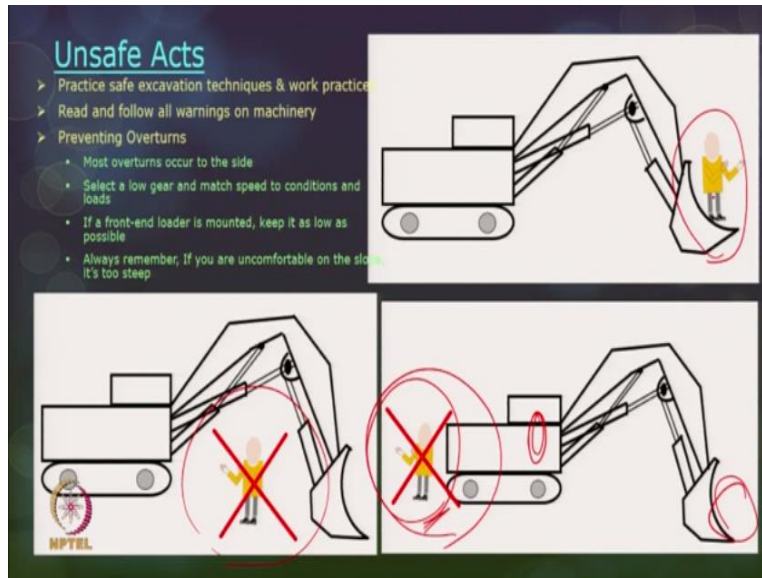 Unsafe Acts
Practice safe excavation techniques & work practice
Read and follow all warnings on machinery
Preventing Overturns
Most overturns occur to the side
Select a low gear and match speed to conditions and
loads
If a front-end loader is mounted, keep it as low as
possible
Always remember, If you are uncomfortable on the slope,
it's too steep
NPTEL